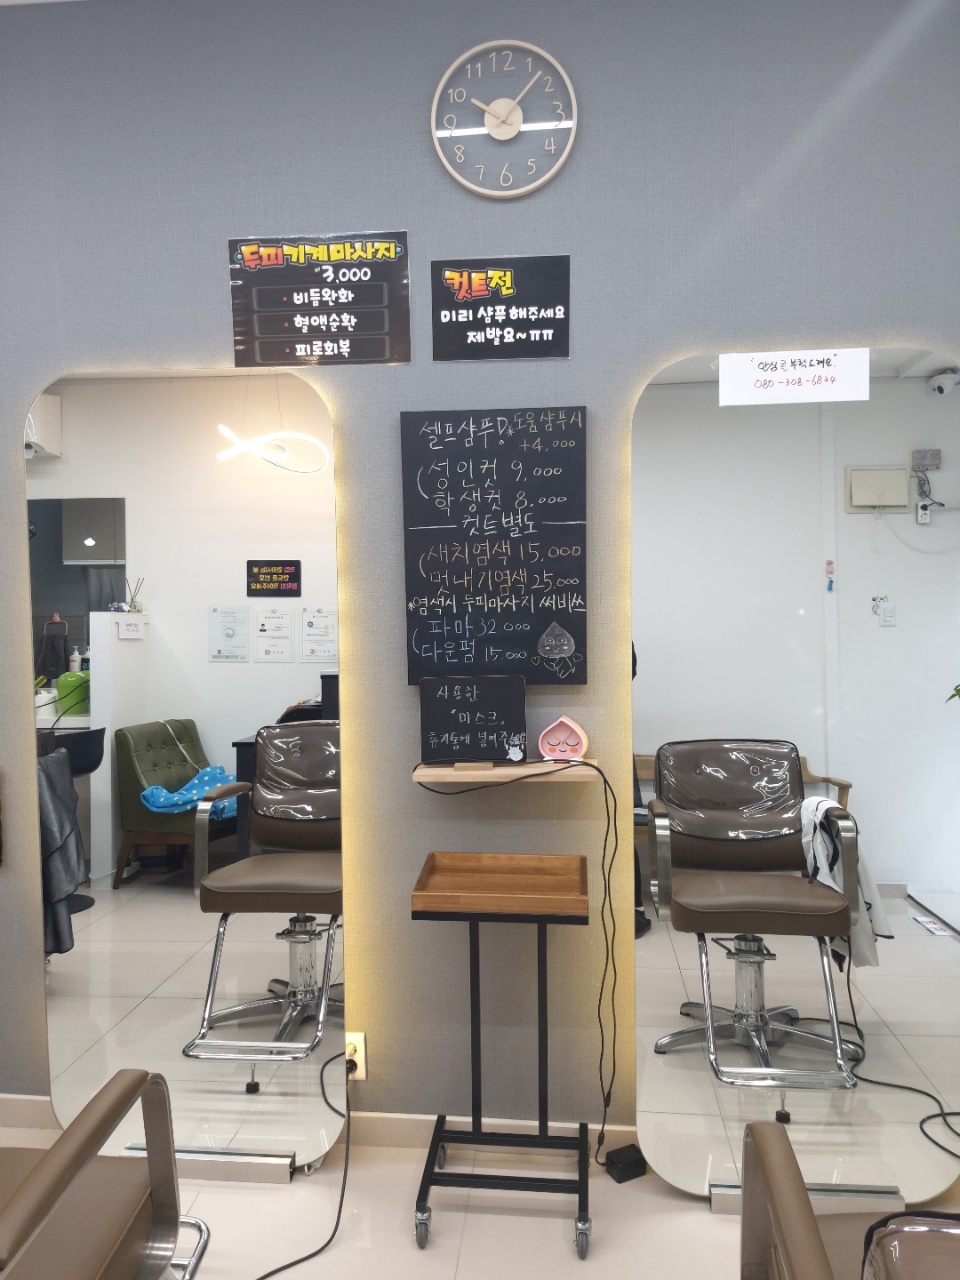 12
1
2
3
4
5
6
7
8
9
10
11
두피기계마사지
₩3,000
비듬완화
혈액순환
피로회복
컷트전
미리 샴푸해주세요
제발요~ㅠㅠ
"안심콜 부탁드려요"
080-308-6834
셀프샴푸 *도움샴푸시
+4,000
성인컷 9,000
학생컷 8,000
컷트별도
새치염색 15,000
멋내기염색 25,000
*염색시 두피마사지 써비쓰
파마 32000
다운펌 15,000
사용한
"마스크"
휴지통에 넣어주세요